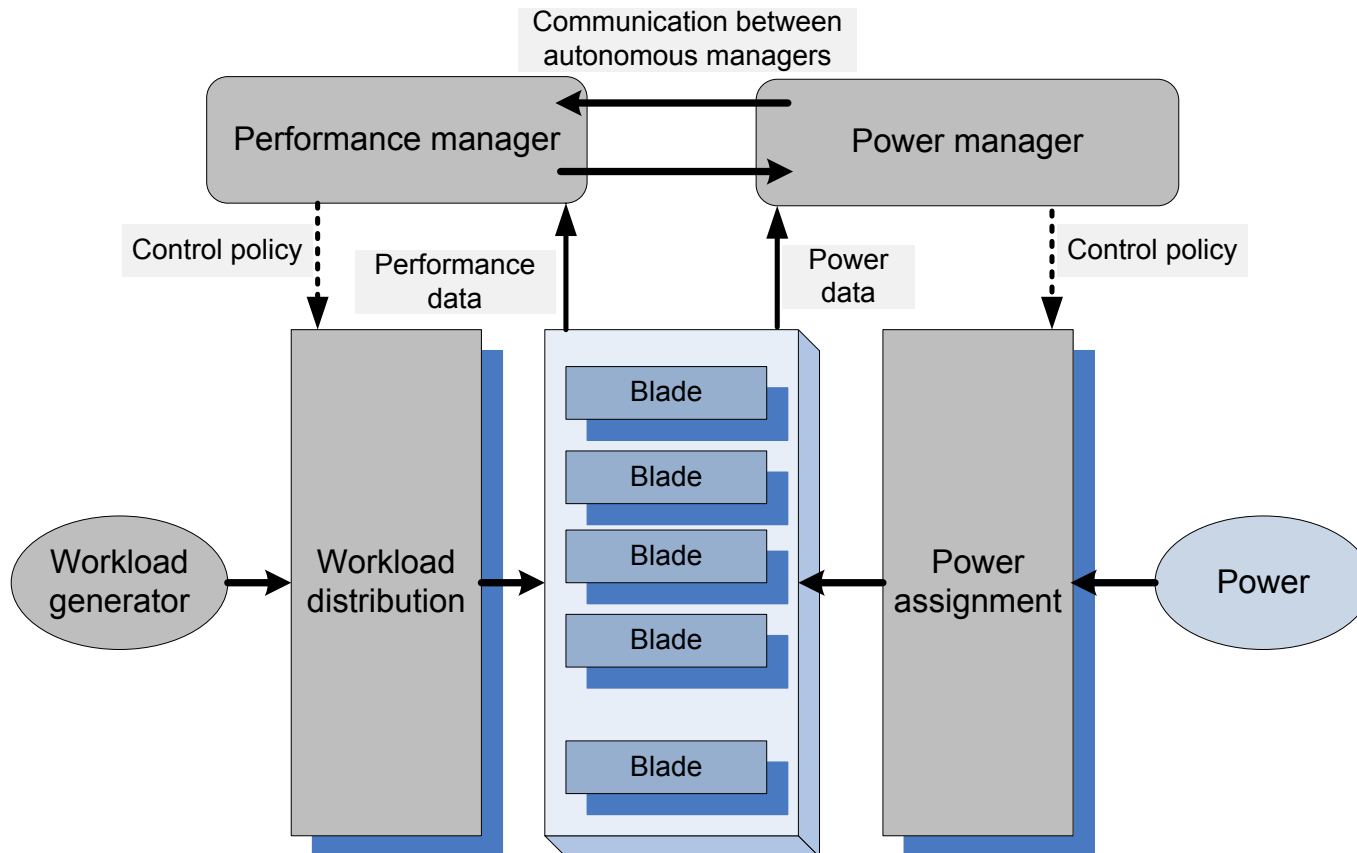 Communication between
autonomous managers
Performance manager
Power manager
Control policy
Performance
data
Power
data
Control policy
Blade
Blade
Blade
Blade
Blade
Workload
generator
Workload
distribution
Power
assignment
Power